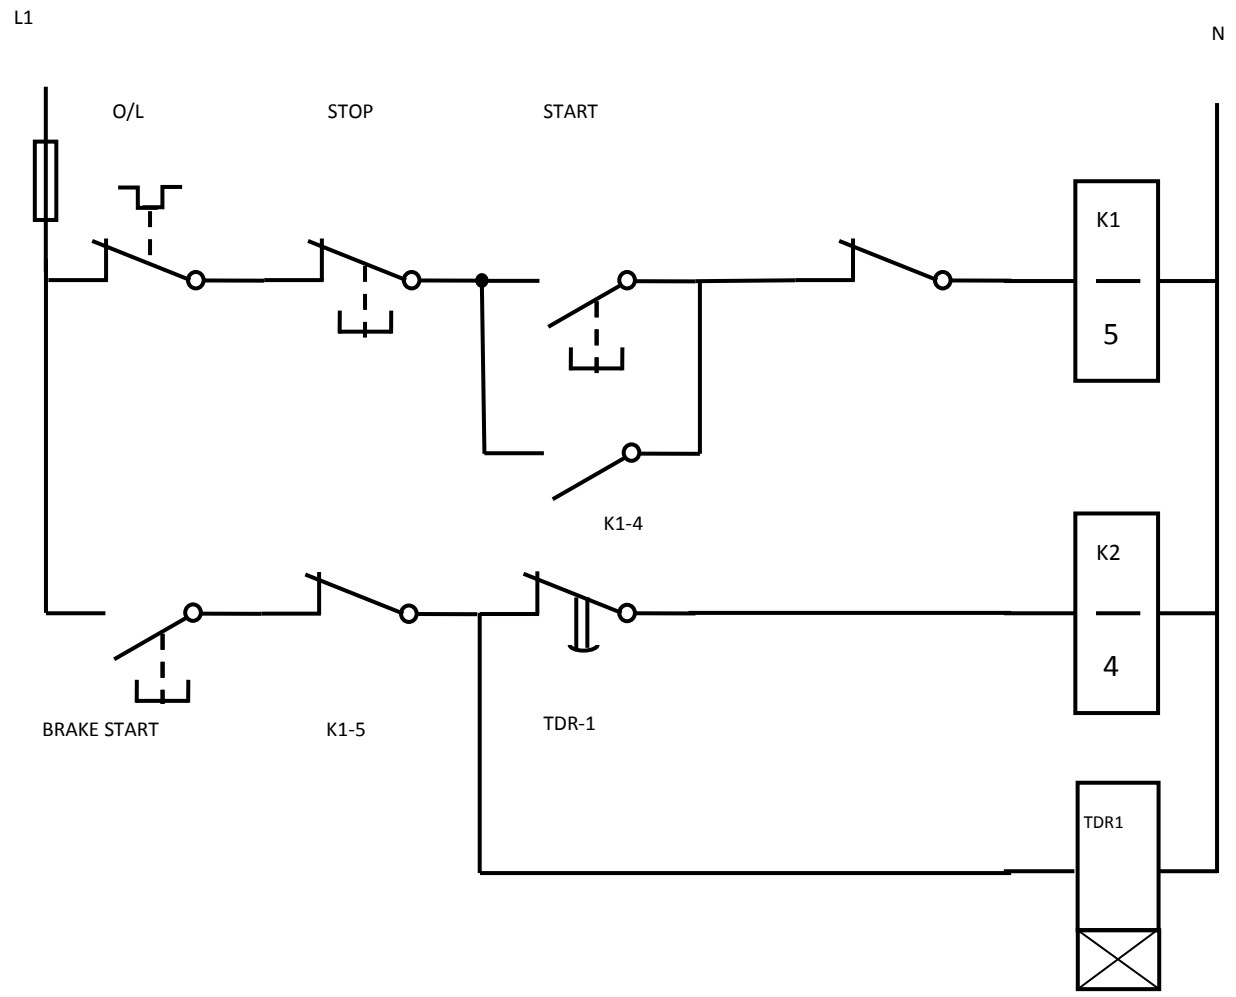 L1
N
O/L
STOP
START
K1
5
K1-4
K2
4
BRAKE START
K1-5
TDR-1
TDR1